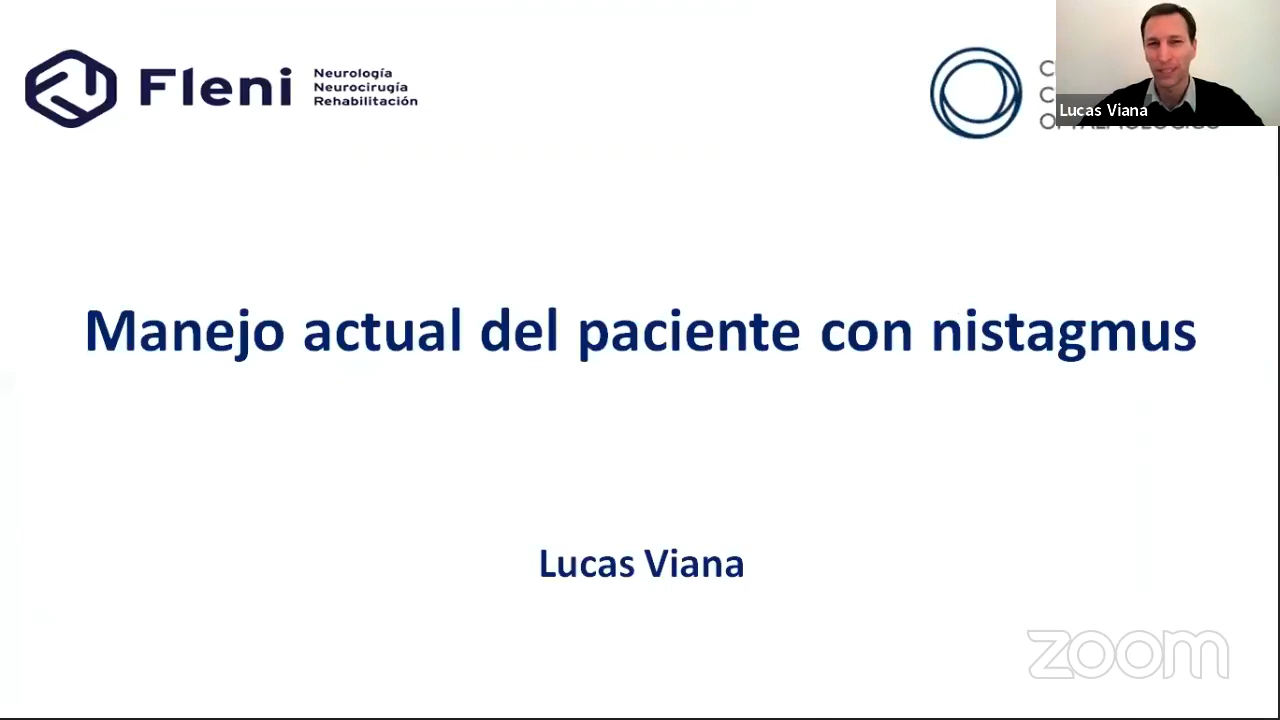 Fleni
Neurología
Neurocirugía
Rehabilitación
Lucas Viana
Manejo actual del paciente con nistagmus
Lucas Viana
zoom